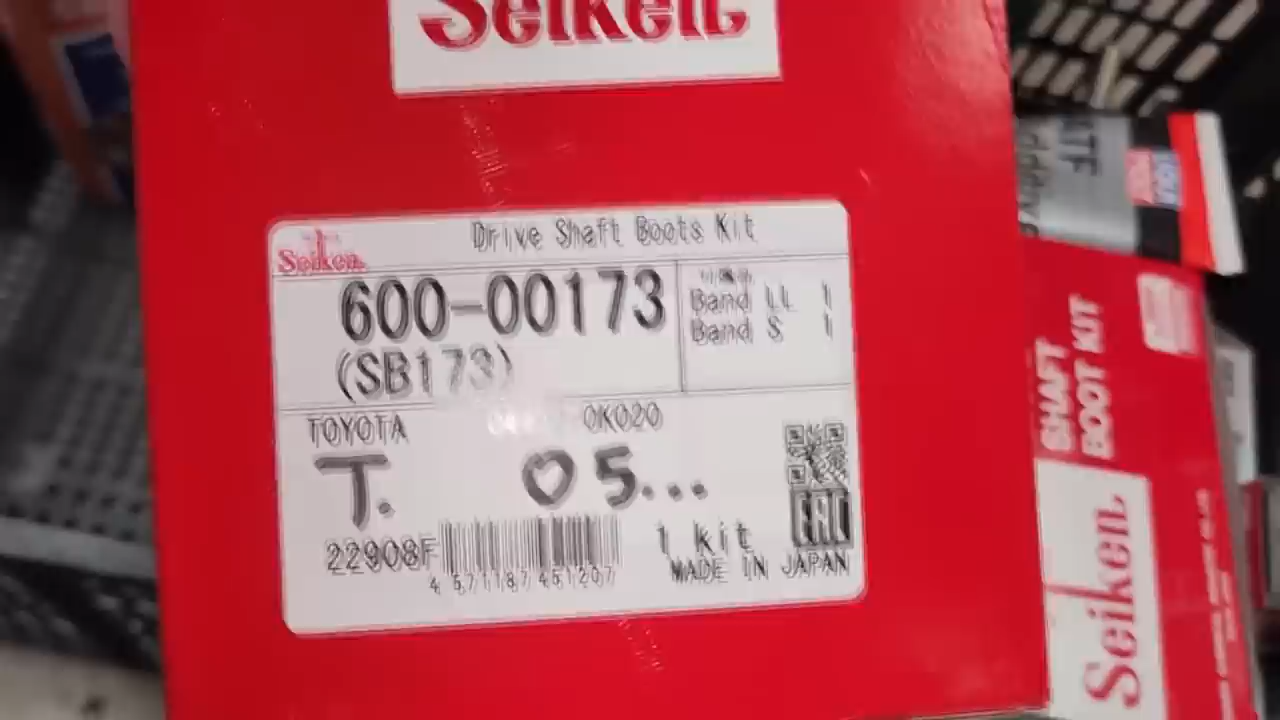 Seiken
Drive Shaft Boots Kit
Seiken
600-00173
(SB173)
Band LL 1
Band S 1
TOYOTA
0K020
T. 05...
22908F
4 571187 451207
1 kit
MADE IN JAPAN
EAC
SHAFT
BOOT KIT
Seiken